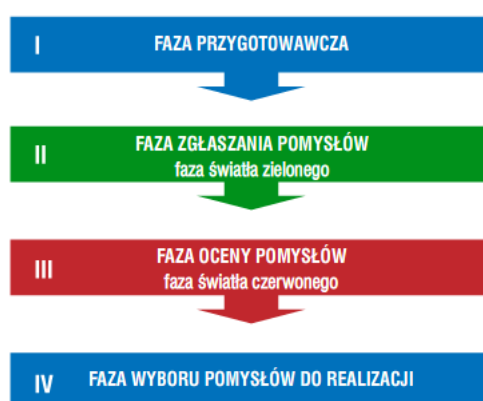 I FAZA PRZYGOTOWAWCZA
II FAZA ZGŁASZANIA POMYSŁÓW
faza światła zielonego
III FAZA OCENY POMYSŁÓW
faza światła czerwonego
IV FAZA WYBORU POMYSŁÓW DO REALIZACJI